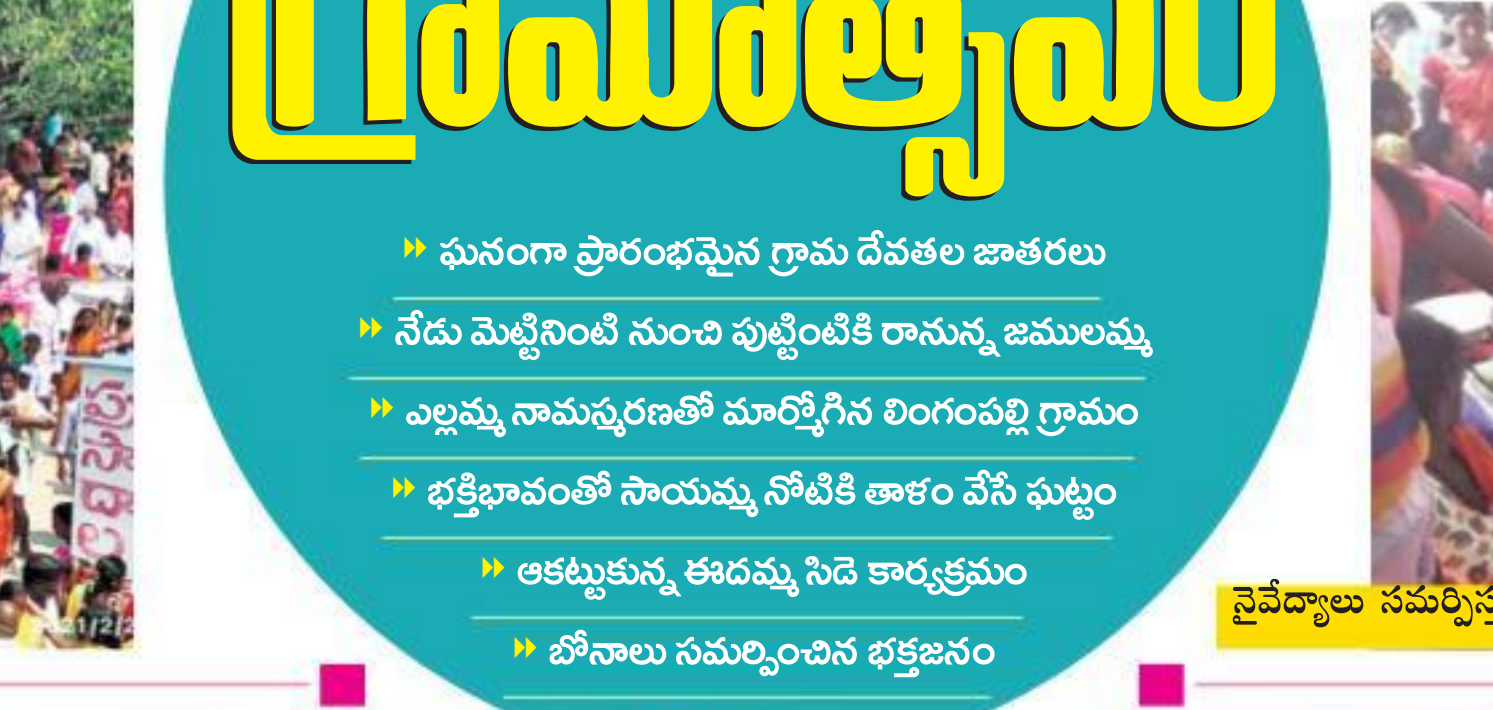 గ్రామోత్సవం
ఘనంగా ప్రారంభమైన గ్రామ దేవతల జాతరలు
నేడు మెట్టినింటి నుంచి పుట్టింటికి రానున్న జములమ్మ
ఎల్లమ్మ నామస్మరణతో మార్మోగిన లింగంపల్లి గ్రామం
భక్తిభావంతో సాయమ్మ నోటికి తాళం వేసే ఘట్టం
ఆకట్టుకున్న ఈదమ్మ సిడె కార్యక్రమం
బోనాలు సమర్పించిన భక్తజనం
నైవేద్యాలు